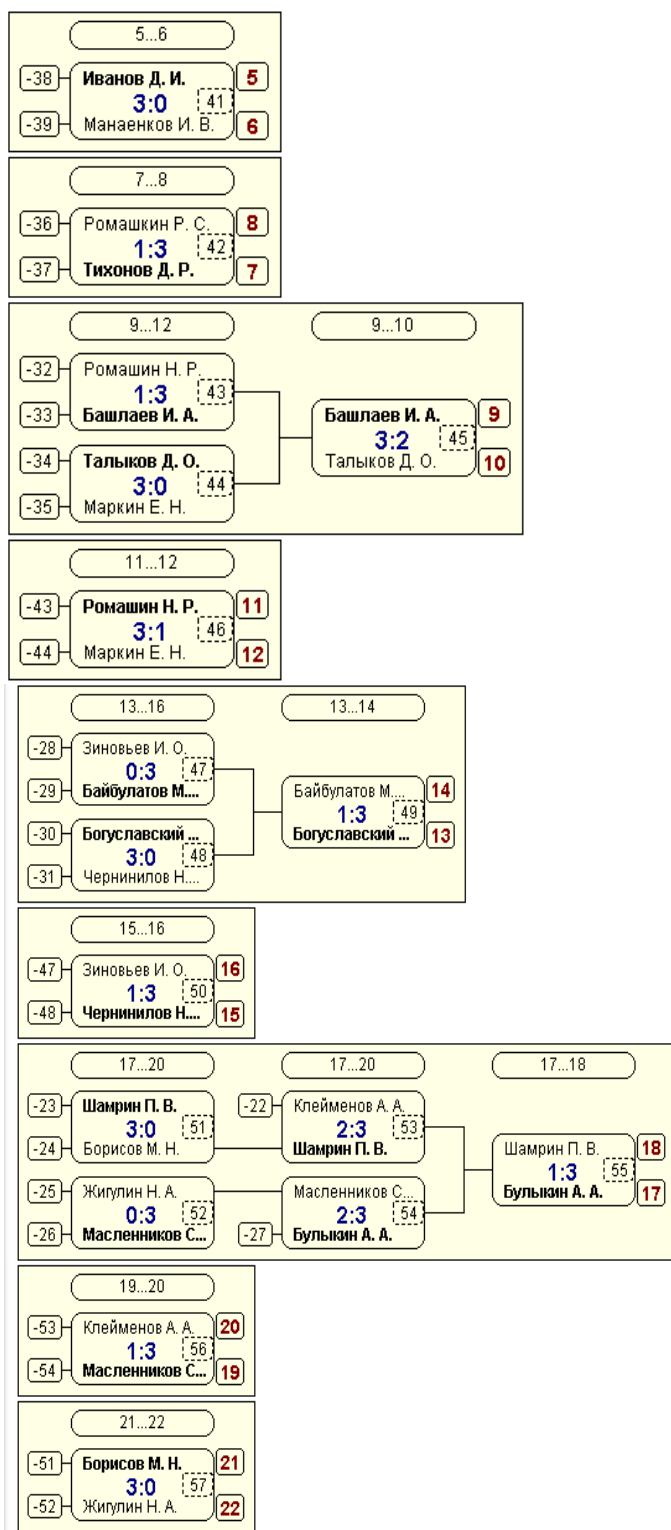 5...6
-38 Иванов Д. И. 5
3:0 41
-39 Манаенков И. В. 6
7...8
-36 Ромашкин Р. С. 8
1:3 42
-37 Тихонов Д. Р. 7
9...12 9...10
-32 Ромашин Н. Р.
1:3 43
-33 Башлаев И. А. Башлаев И. А. 9
3:2 45
-34 Талыков Д. О. Талыков Д. О. 10
3:0 44
-35 Маркин Е. Н.
11...12
-43 Ромашин Н. Р. 11
3:1 46
-44 Маркин Е. Н. 12
13...16 13...14
-28 Зиновьев И. О.
0:3 47
-29 Байбулатов М.... Байбулатов М.... 14
1:3 49
-30 Богуславский ... Богуславский ... 13
3:0 48
-31 Чернинилов Н....
15...16
-47 Зиновьев И. О. 16
1:3 50
-48 Чернинилов Н.... 15
17...20 17...20 17...18
-23 Шамрин П. В. -22 Клейменов А. А.
3:0 51 2:3 53
-24 Борисов М. Н. Шамрин П. В. Шамрин П. В. 18
1:3 55
-25 Жигулин Н. А. Масленников С... Булыкин А. А. 17
0:3 52 2:3 54
-26 Масленников С... -27 Булыкин А. А.
19...20
-53 Клейменов А. А. 20
1:3 56
-54 Масленников С... 19
21...22
-51 Борисов М. Н. 21
3:0 57
-52 Жигулин Н. А. 22